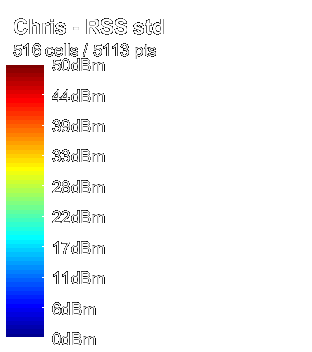 Chris - RSS std
516 cells / 5113 pts
50dBm
44dBm
39dBm
33dBm
28dBm
22dBm
17dBm
11dBm
6dBm
0dBm